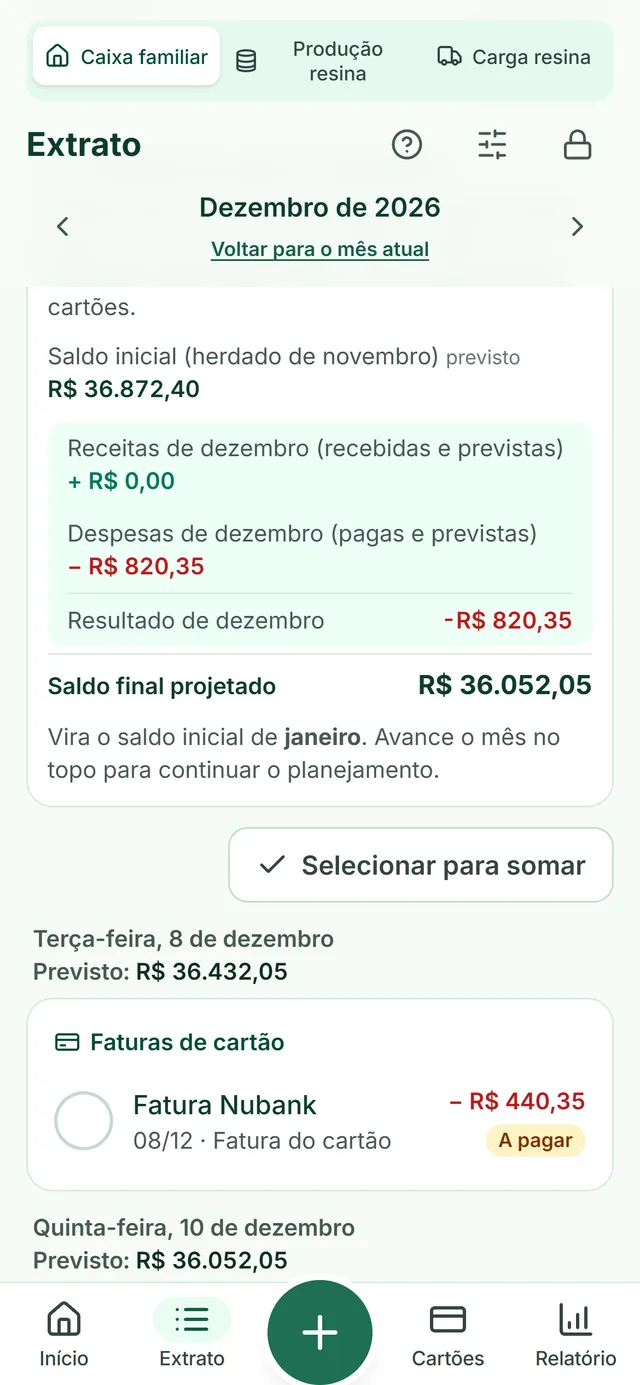 Caixa familiar
Produção
resina
Carga resina
Extrato
Dezembro de 2026
Voltar para o mês atual
cartões.
Saldo inicial (herdado de novembro) previsto
R$ 36.872,40
Receitas de dezembro (recebidas e previstas)
+ R$ 0,00
Despesas de dezembro (pagas e previstas)
− R$ 820,35
Resultado de dezembro -R$ 820,35
Saldo final projetado R$ 36.052,05
Vira o saldo inicial de janeiro. Avance o mês no
topo para continuar o planejamento.
Selecionar para somar
Terça-feira, 8 de dezembro
Previsto: R$ 36.432,05
Faturas de cartão
Fatura Nubank − R$ 440,35
08/12 · Fatura do cartão A pagar
Quinta-feira, 10 de dezembro
Previsto: R$ 36.052,05
Início Extrato Cartões Relatório